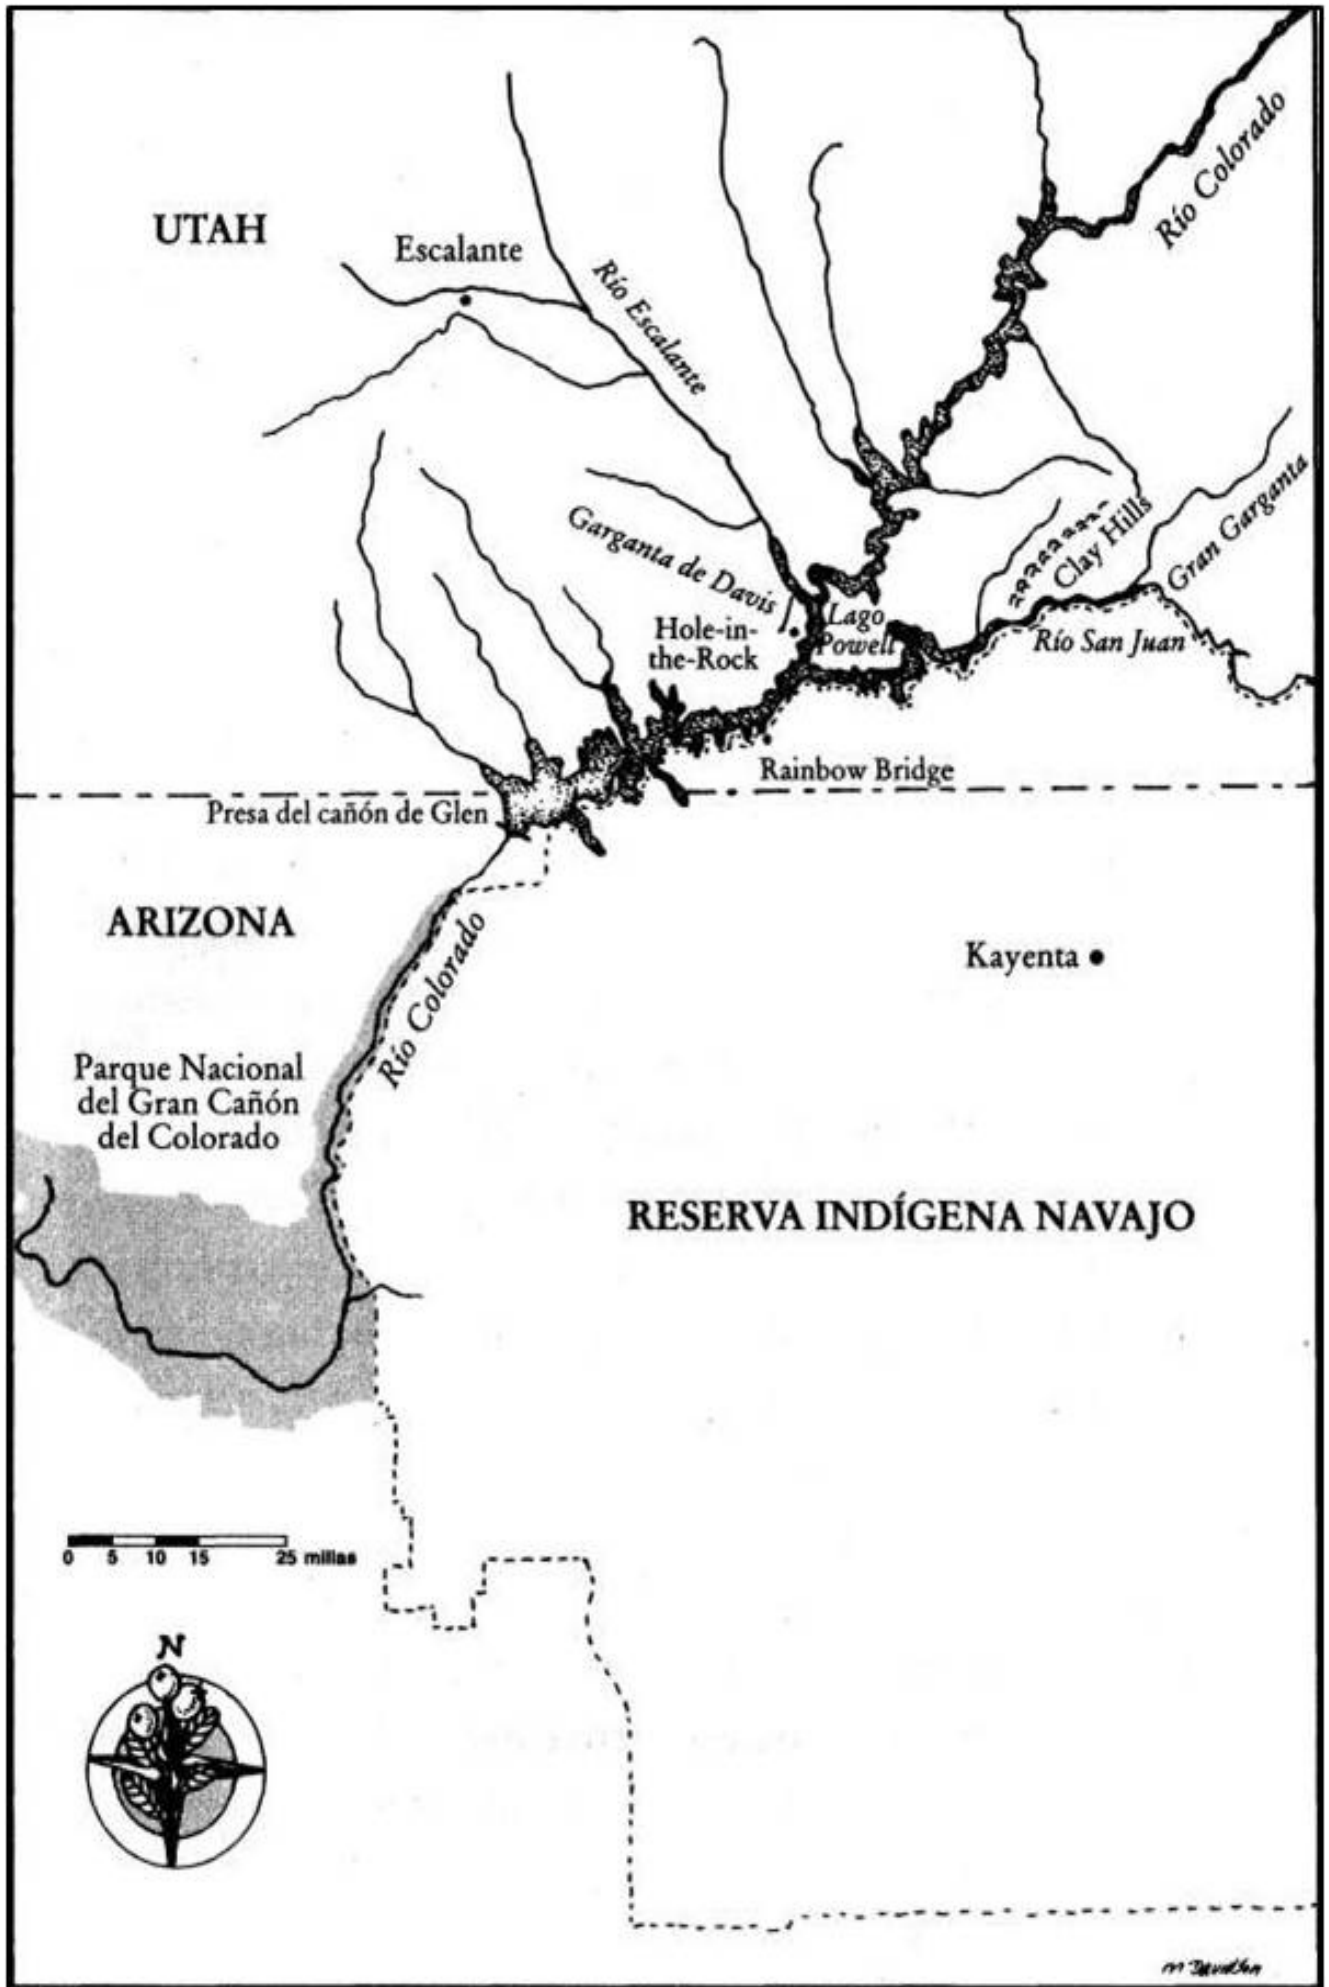 Río Colorado
UTAH
Escalante
Río Escalante
Garganta de Davis
Clay Hills
Gran Garganta
Hole-in-
the-Rock
Lago
Powell
Río San Juan
Rainbow Bridge
Presa del cañón de Glen
ARIZONA
Río Colorado
Kayenta
Parque Nacional
del Gran Cañón
del Colorado
RESERVA INDÍGENA NAVAJO
0 5 10 15 25 millas
N
M Davidson